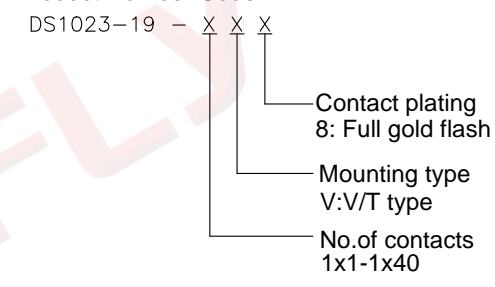 DS1023-19 - X X X
Contact plating
8: Full gold flash
Mounting type
V:V/T type
No.of contacts
1x1-1x40